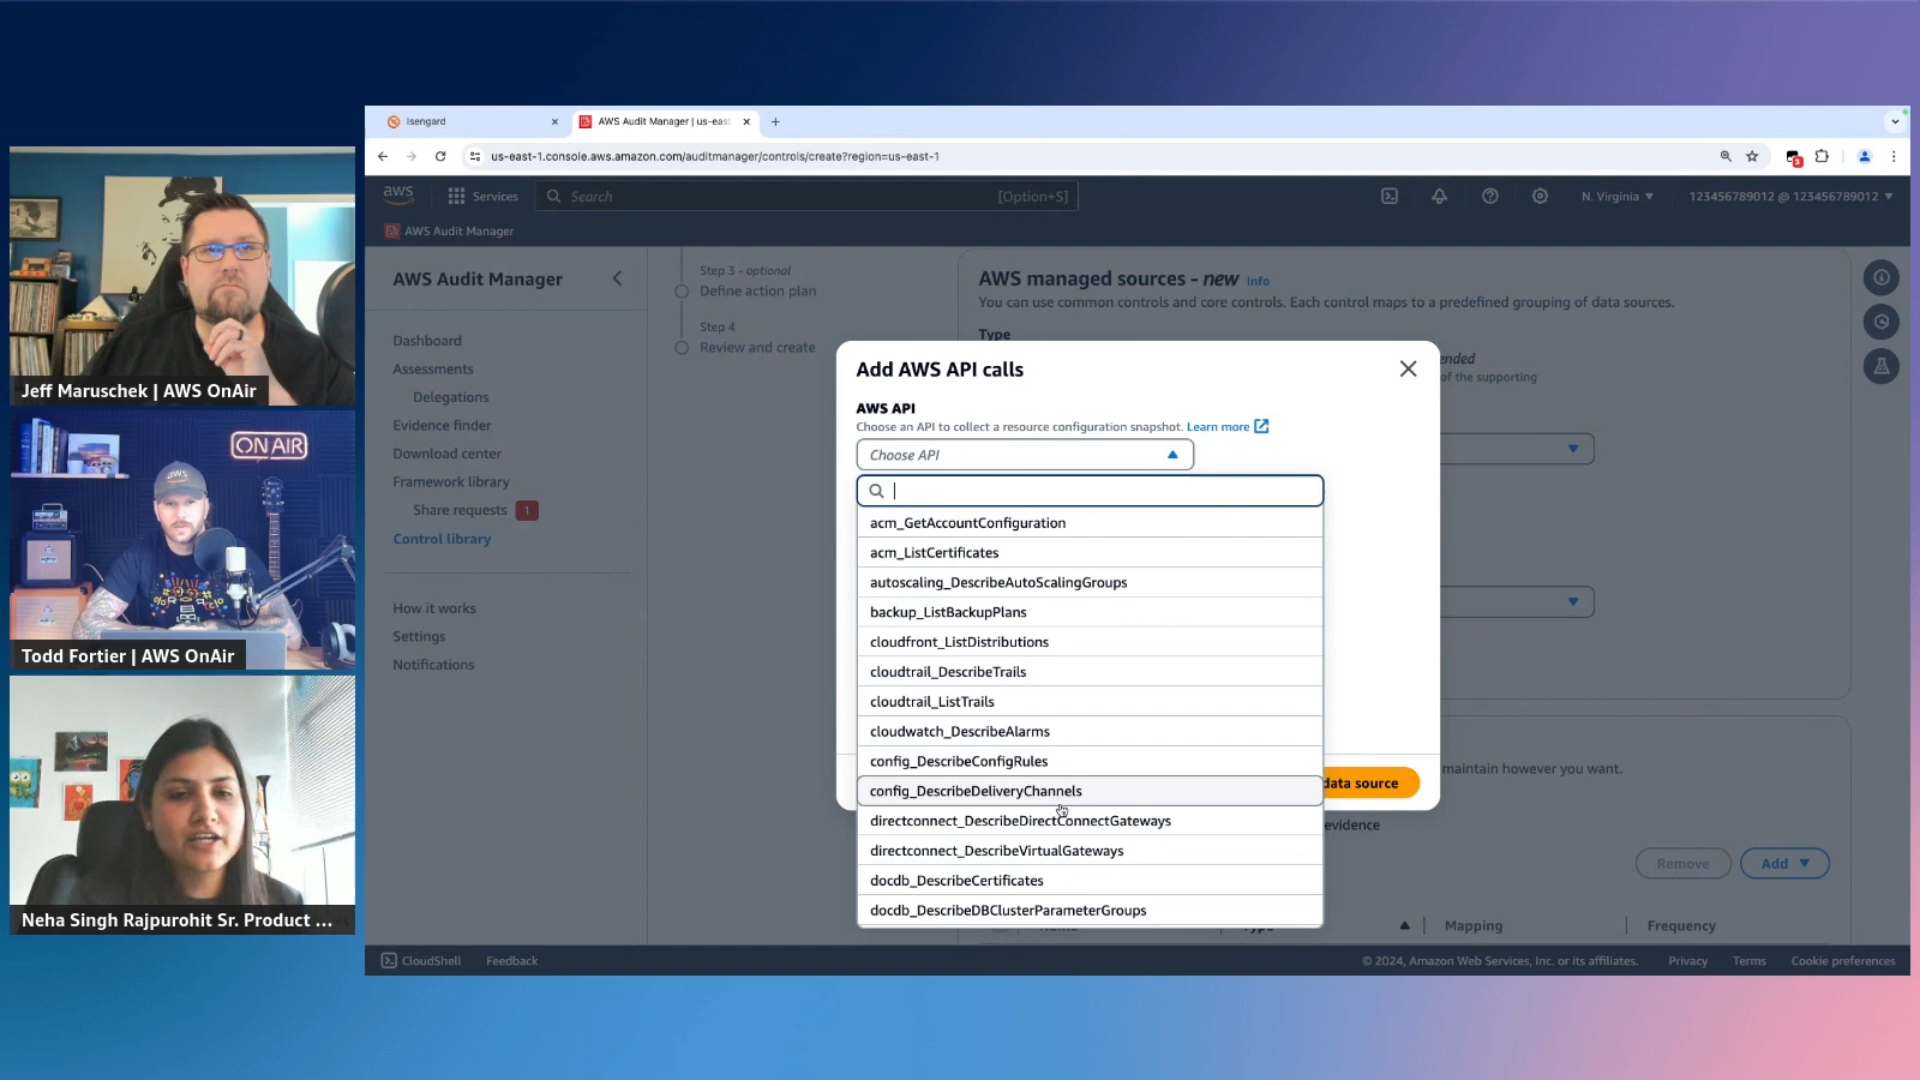 Jeff Maruschek | AWS OnAir
ON AIR
aws
Todd Fortier | AWS OnAir
Neha Singh Rajpurohit Sr. Product ...
Isengard
AWS Audit Manager | us-eas
us-east-1.console.aws.amazon.com/auditmanager/controls/create?region=us-east-1
aws
Services
Search
[Option+S]
N. Virginia
123456789012 @ 123456789012
AWS Audit Manager
AWS Audit Manager
Dashboard
Assessments
Delegations
Evidence finder
Download center
Framework library
Share requests 1
Control library
How it works
Settings
Notifications
Step 3 - optional
Define action plan
Step 4
Review and create
AWS managed sources - new Info
You can use common controls and core controls. Each control maps to a predefined grouping of data sources.
Type
ended
of the supporting
Add AWS API calls
AWS API
Choose an API to collect a resource configuration snapshot. Learn more
Choose API
acm_GetAccountConfiguration
acm_ListCertificates
autoscaling_DescribeAutoScalingGroups
backup_ListBackupPlans
cloudfront_ListDistributions
cloudtrail_DescribeTrails
cloudtrail_ListTrails
cloudwatch_DescribeAlarms
config_DescribeConfigRules
config_DescribeDeliveryChannels
directconnect_DescribeDirectConnectGateways
directconnect_DescribeVirtualGateways
docdb_DescribeCertificates
docdb_DescribeDBClusterParameterGroups
data source
maintain however you want.
evidence
Remove
Add
Mapping
Frequency
CloudShell
Feedback
© 2024, Amazon Web Services, Inc. or its affiliates.
Privacy
Terms
Cookie preferences